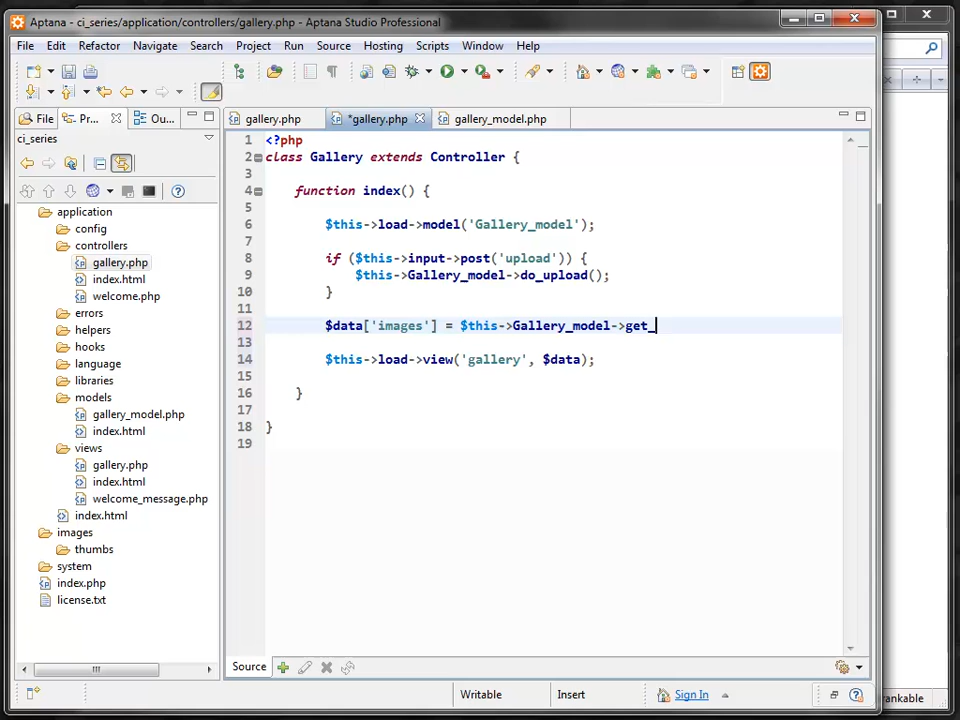 Aptana - ci_series/application/controllers/gallery.php - Aptana Studio Professional
File Edit Refactor Navigate Search Project Run Source Hosting Scripts Window Help
File Pr... Ou...
gallery.php *gallery.php gallery_model.php
ci_series
application
config
controllers
gallery.php
index.html
welcome.php
errors
helpers
hooks
language
libraries
models
gallery_model.php
index.html
views
gallery.php
index.html
welcome_message.php
index.html
images
thumbs
system
index.php
license.txt
1 <?php
2 class Gallery extends Controller {
3
4 function index() {
5
6 $this->load->model('Gallery_model');
7
8 if ($this->input->post('upload')) {
9 $this->Gallery_model->do_upload();
10 }
11
12 $data['images'] = $this->Gallery_model->get_
13
14 $this->load->view('gallery', $data);
15
16 }
17
18 }
19
Source
Writable Insert Sign In
rankable